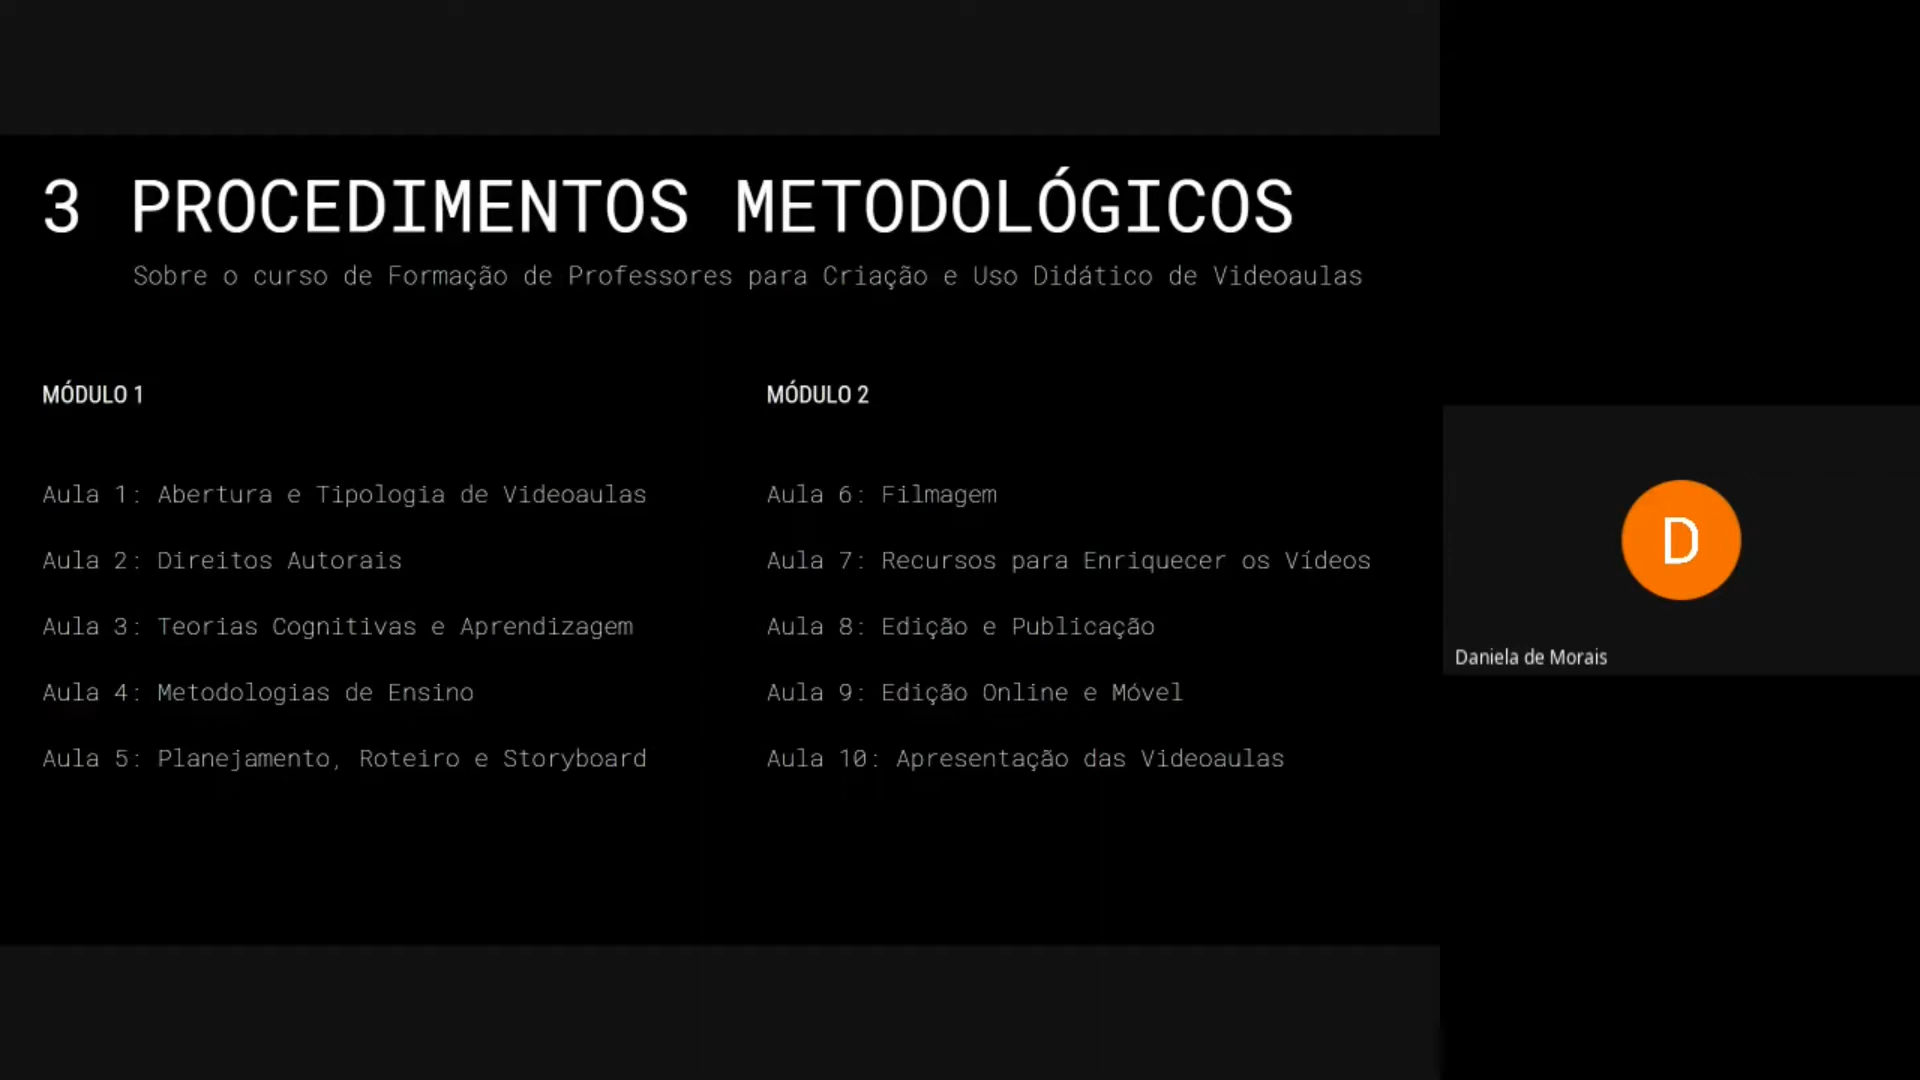 3 PROCEDIMENTOS METODOLÓGICOS
Sobre o curso de Formação de Professores para Criação e Uso Didático de Videoaulas
MÓDULO 1
Aula 1: Abertura e Tipologia de Videoaulas
Aula 2: Direitos Autorais
Aula 3: Teorias Cognitivas e Aprendizagem
Aula 4: Metodologias de Ensino
Aula 5: Planejamento, Roteiro e Storyboard
MÓDULO 2
Aula 6: Filmagem
Aula 7: Recursos para Enriquecer os Vídeos
Aula 8: Edição e Publicação
Aula 9: Edição Online e Móvel
Aula 10: Apresentação das Videoaulas
D
Daniela de Morais